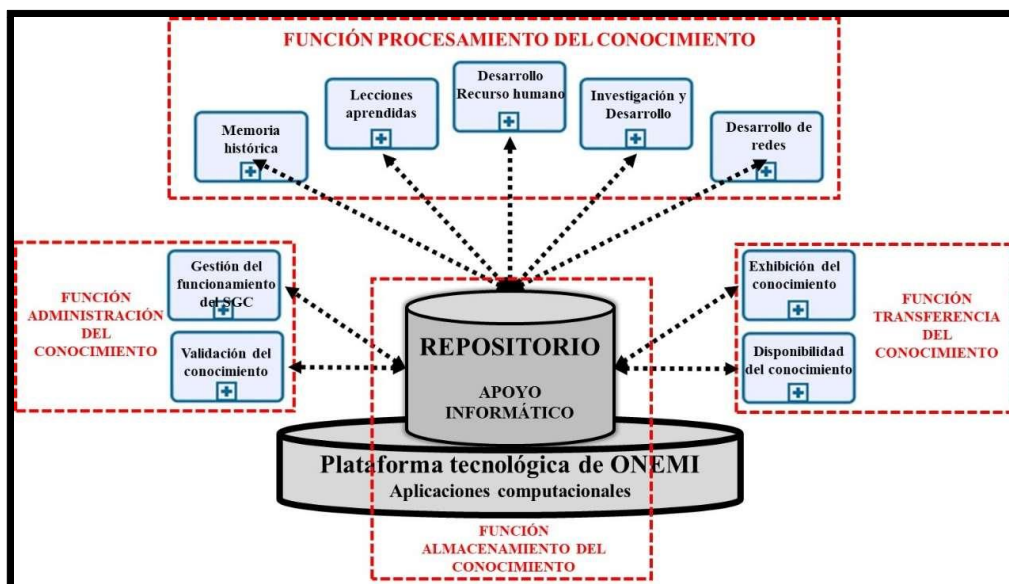 FUNCIÓN PROCESAMIENTO DEL CONOCIMIENTO
Memoria
histórica
Lecciones
aprendidas
Desarrollo
Recurso humano
Investigación y
Desarrollo
Desarrollo de
redes
FUNCIÓN
ADMINISTRACIÓN
DEL
CONOCIMIENTO
Gestión del
funcionamiento
del SGC
Validación del
conocimiento
REPOSITORIO
APOYO
INFORMÁTICO
Plataforma tecnológica de ONEMI
Aplicaciones computacionales
Exhibición del
conocimiento
Disponibilidad
del conocimiento
FUNCIÓN
TRANSFERENCIA
DEL
CONOCIMIENTO
FUNCIÓN
ALMACENAMIENTO DEL
CONOCIMIENTO